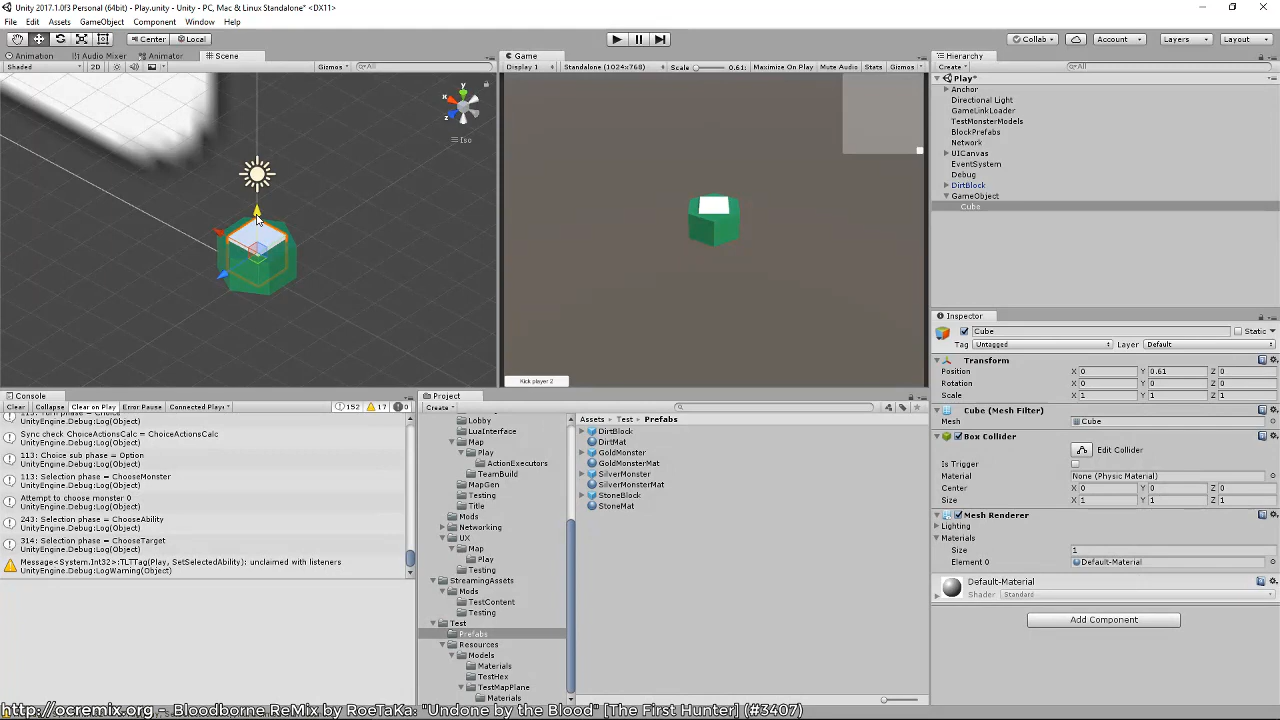 Unity 2017.1.0f3 Personal (64bit) - Play.unity - Unity - PC, Mac & Linux Standalone* <DX11>
File Edit Assets GameObject Component Window Help
Center Local Collab Account Layers Layout
Animation Audio Mixer Animator Scene
Shaded 2D Gizmos All
y
x
z
Iso
Game
Display 1 Standalone (1024x768) Scale 0.61: Maximize On Play Mute Audio Stats Gizmos
Kick player 2
Hierarchy
Create All
Play*
Anchor
Directional Light
GameLinkLoader
TestMonsterModels
BlockPrefabs
Network
UICanvas
EventSystem
Debug
DirtBlock
GameObject
Cube
Inspector
Cube Static
Tag Untagged Layer Default
Transform
Position X 0 Y 0.61 Z 0
Rotation X 0 Y 0 Z 0
Scale X 1 Y 1 Z 1
Cube (Mesh Filter)
Mesh Cube
Box Collider
Edit Collider
Is Trigger
Material None (Physic Material)
Center X 0 Y 0 Z 0
Size X 1 Y 1 Z 1
Mesh Renderer
Lighting
Materials
Size 1
Element 0 Default-Material
Default-Material
Shader Standard
Add Component
Console
Clear Collapse Clear on Play Error Pause Connected Play 152 17 0
UnityEngine.Debug:Log(Object)
Sync check ChoiceActionsCalc = ChoiceActionsCalc
UnityEngine.Debug:Log(Object)
113: Choice sub phase = Option
UnityEngine.Debug:Log(Object)
113: Selection phase = ChooseMonster
UnityEngine.Debug:Log(Object)
Attempt to choose monster 0
UnityEngine.Debug:Log(Object)
243: Selection phase = ChooseAbility
UnityEngine.Debug:Log(Object)
314: Selection phase = ChooseTarget
UnityEngine.Debug:Log(Object)
Message<System.Int32>:TLTTag(Play, SetSelectedAbility): unclaimed with listeners
UnityEngine.Debug:LogWarning(Object)
Project
Create
Lobby
LuaInterface
Map
Play
ActionExecutors
TeamBuild
MapGen
Testing
Title
Mods
Networking
UX
Map
Play
Testing
StreamingAssets
Mods
TestContent
Testing
Test
Prefabs
Resources
Models
Materials
TestHex
TestMapPlane
Materials
Assets Test Prefabs
DirtBlock
DirtMat
GoldMonster
GoldMonsterMat
SilverMonster
SilverMonsterMat
StoneBlock
StoneMat
http://ocremix.org - Bloodborne ReMix by RoeTaKa: "Undone by the Blood" [The First Hunter] (#3407)